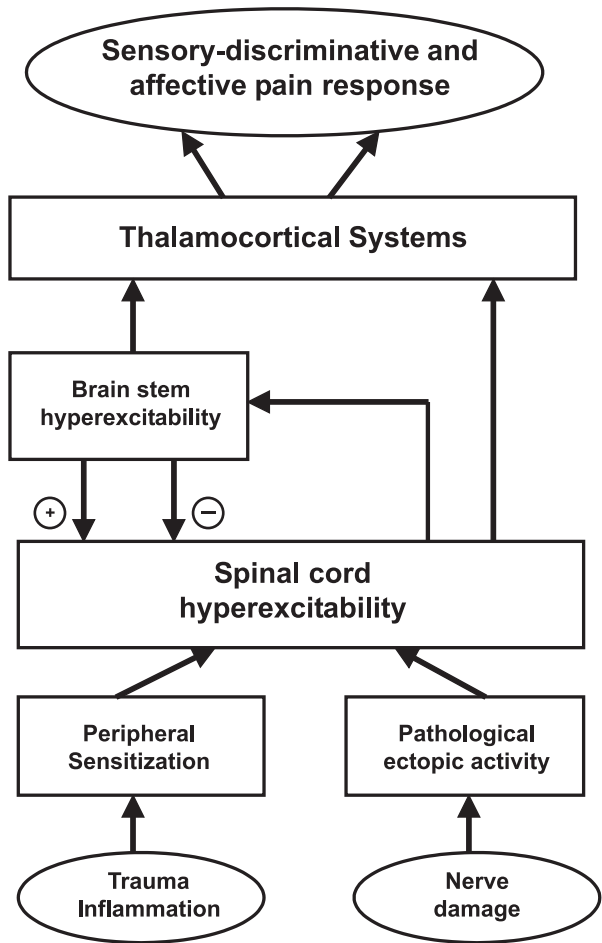 Sensory-discriminative and
affective pain response
Thalamocortical Systems
Brain stem
hyperexcitability
+
−
Spinal cord
hyperexcitability
Peripheral
Sensitization
Pathological
ectopic activity
Trauma
Inflammation
Nerve
damage